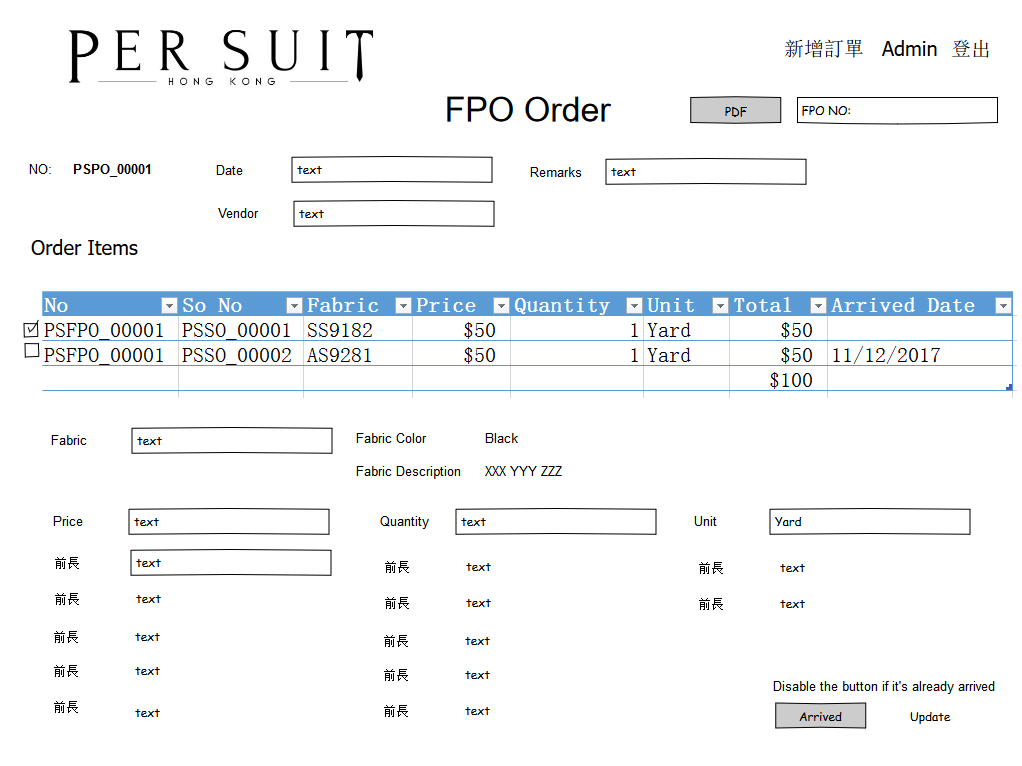 PER SUIT
HONG KONG
新增訂單 Admin 登出
FPO Order
PDF
FPO NO:
NO: PSPO_00001 Date text Remarks text
Vendor text
Order Items
No So No Fabric Price Quantity Unit Total Arrived Date
PSFPO_00001 PSSO_00001 SS9182 $50 1 Yard $50
PSFPO_00001 PSSO_00002 AS9281 $50 1 Yard $50 11/12/2017
$100
Fabric text Fabric Color Black
Fabric Description XXX YYY ZZZ
Price text Quantity text Unit Yard
前長 text 前長 text 前長 text
前長 text 前長 text 前長 text
前長 text 前長 text
前長 text 前長 text
前長 text 前長 text
Disable the button if it's already arrived
Arrived Update